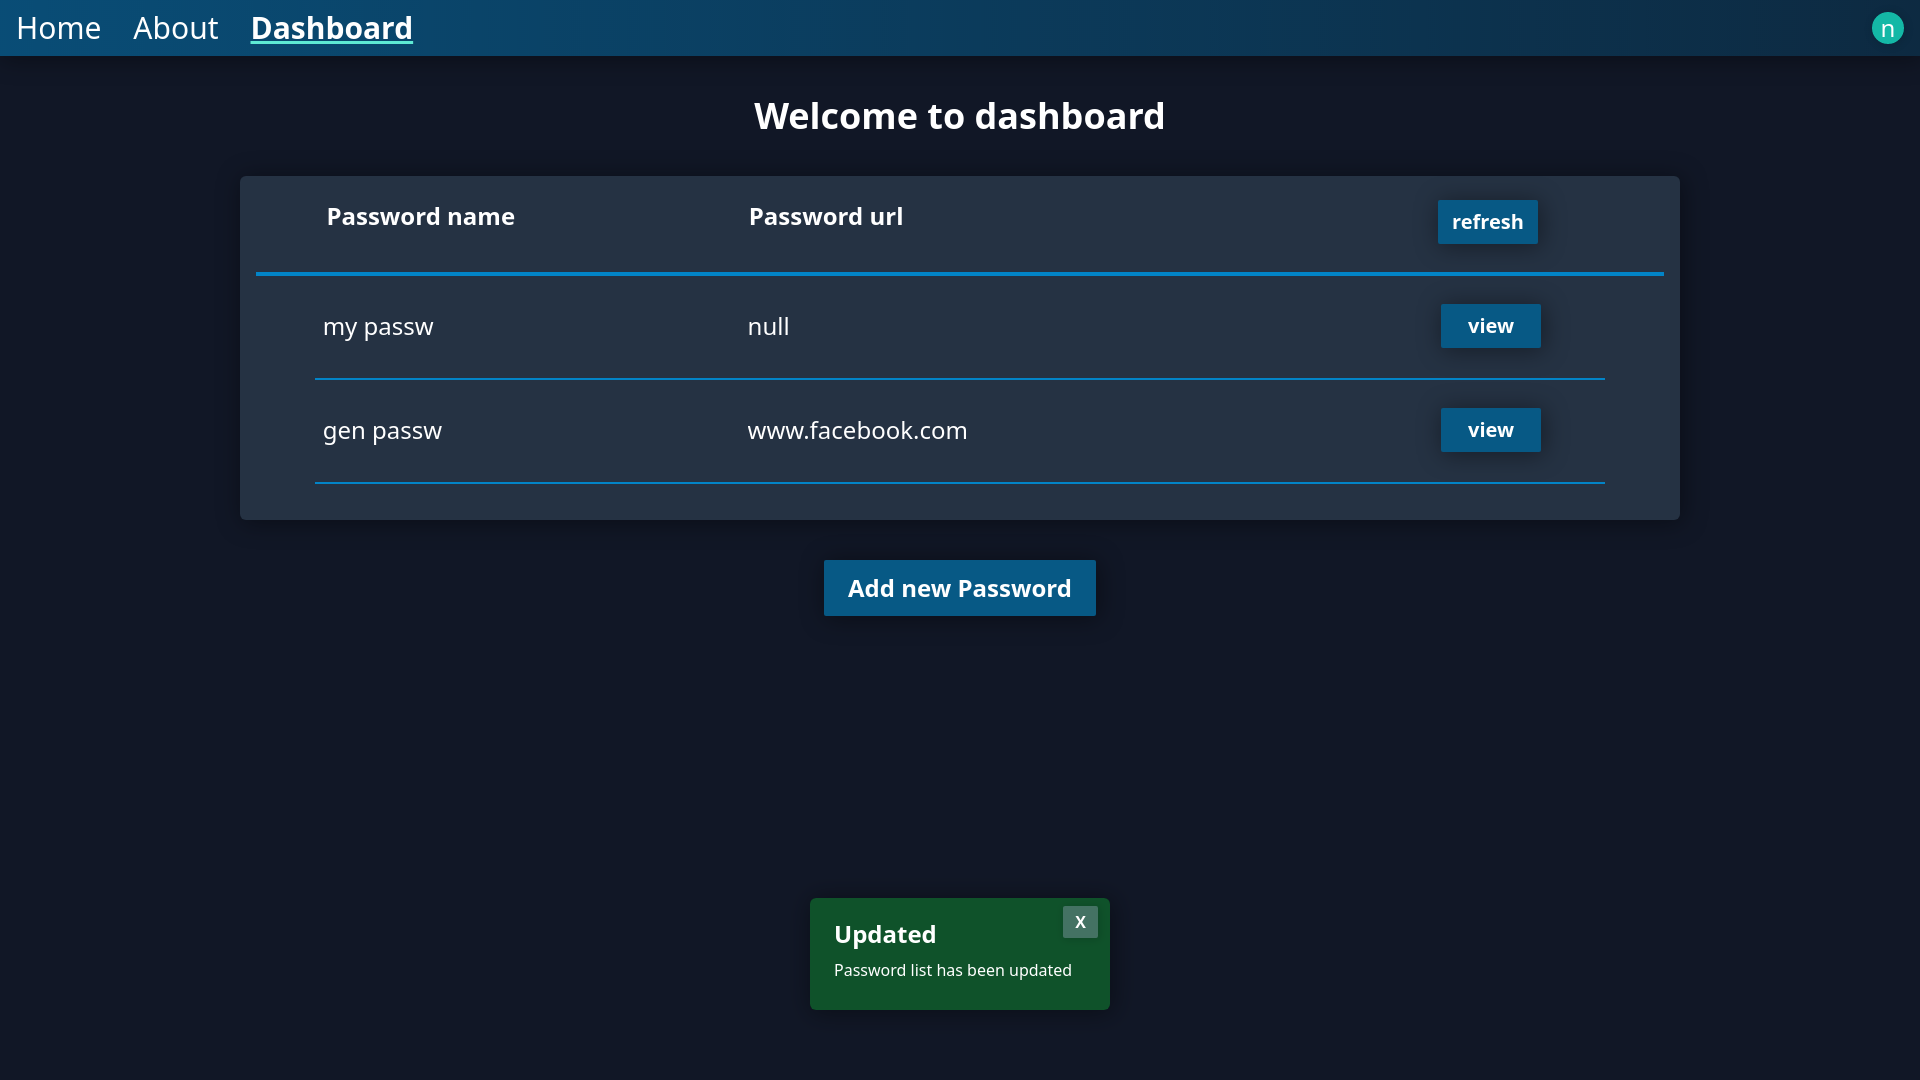 Home About Dashboard n
Welcome to dashboard
Password name Password url refresh
my passw null view
gen passw www.facebook.com view
Add new Password
Updated X
Password list has been updated